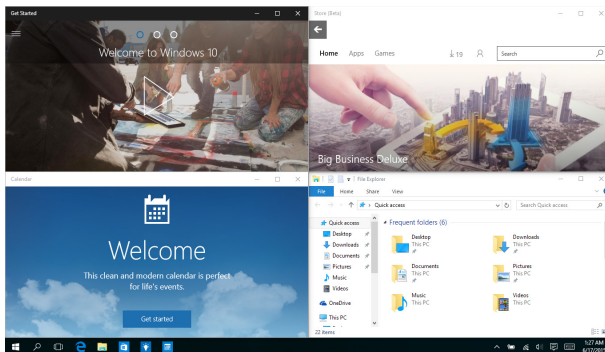 Get Started
Welcome to Windows 10
Store (Beta)
Home Apps Games
19
Search
Big Business Deluxe
Calendar
Welcome
This clean and modern calendar is perfect
for life's events.
Get started
File Explorer
File Home Share View
Quick access
Search Quick access
Quick access
Desktop
Downloads
Documents
Pictures
Music
Videos
OneDrive
This PC
Frequent folders (6)
Desktop
This PC
Downloads
This PC
Documents
This PC
Pictures
This PC
Music
This PC
Videos
This PC
22 items
1:27 AM